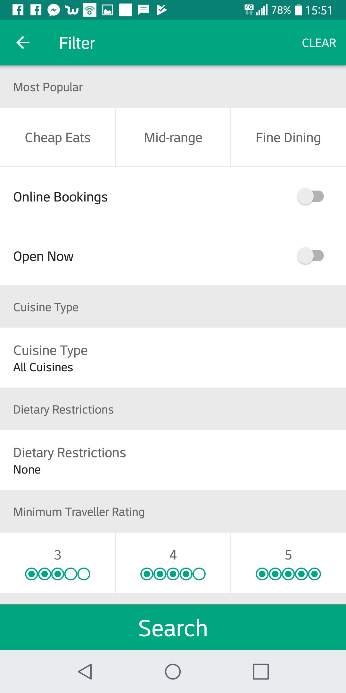 78% 15:51
Filter
CLEAR
Most Popular
Cheap Eats
Mid-range
Fine Dining
Online Bookings
Open Now
Cuisine Type
Cuisine Type
All Cuisines
Dietary Restrictions
Dietary Restrictions
None
Minimum Traveller Rating
3
4
5
Search